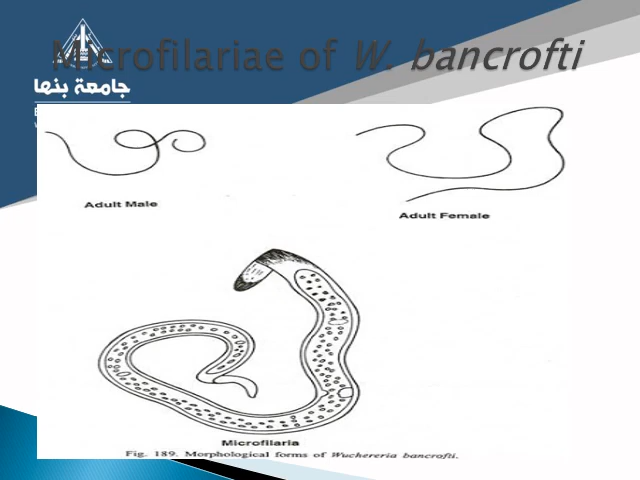 Microfilariae of W. bancrofti
جامعة بنها
Adult Male
Adult Female
Microfilaria
Fig. 189. Morphological forms of Wuchereria bancrofti.